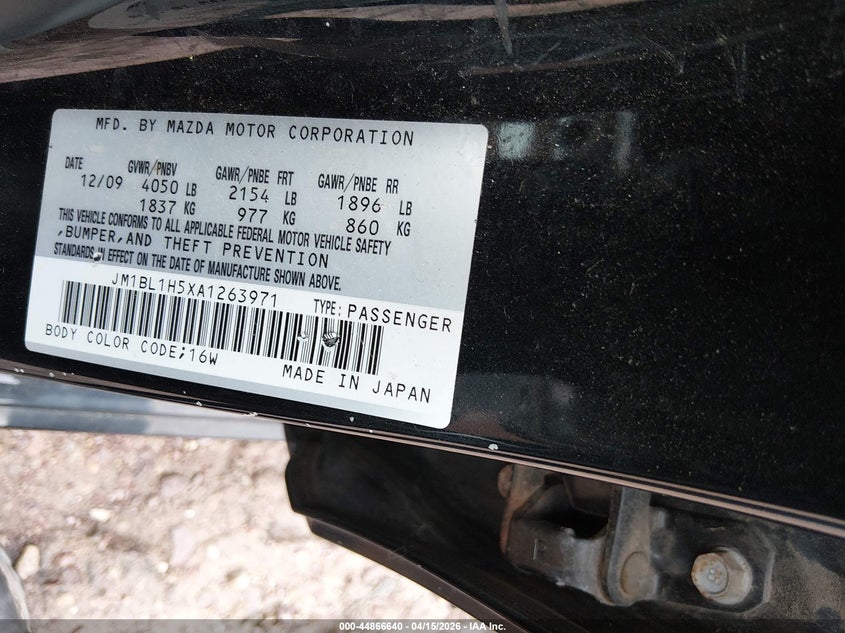 MFD. BY MAZDA MOTOR CORPORATION
DATE GVWR/PNBV GAWR/PNBE FRT GAWR/PNBE RR
12/09 4050 LB 2154 LB 1896 LB
1837 KG 977 KG 860 KG
THIS VEHICLE CONFORMS TO ALL APPLICABLE FEDERAL MOTOR VEHICLE SAFETY
,BUMPER,AND THEFT PREVENTION
STANDARDS IN EFFECT ON THE DATE OF MANUFACTURE SHOWN ABOVE.
JM1BL1H5XA1263971
TYPE: PASSENGER
BODY COLOR CODE;16W
MADE IN JAPAN
000-44866640 04/15/2026 - IAA Inc.